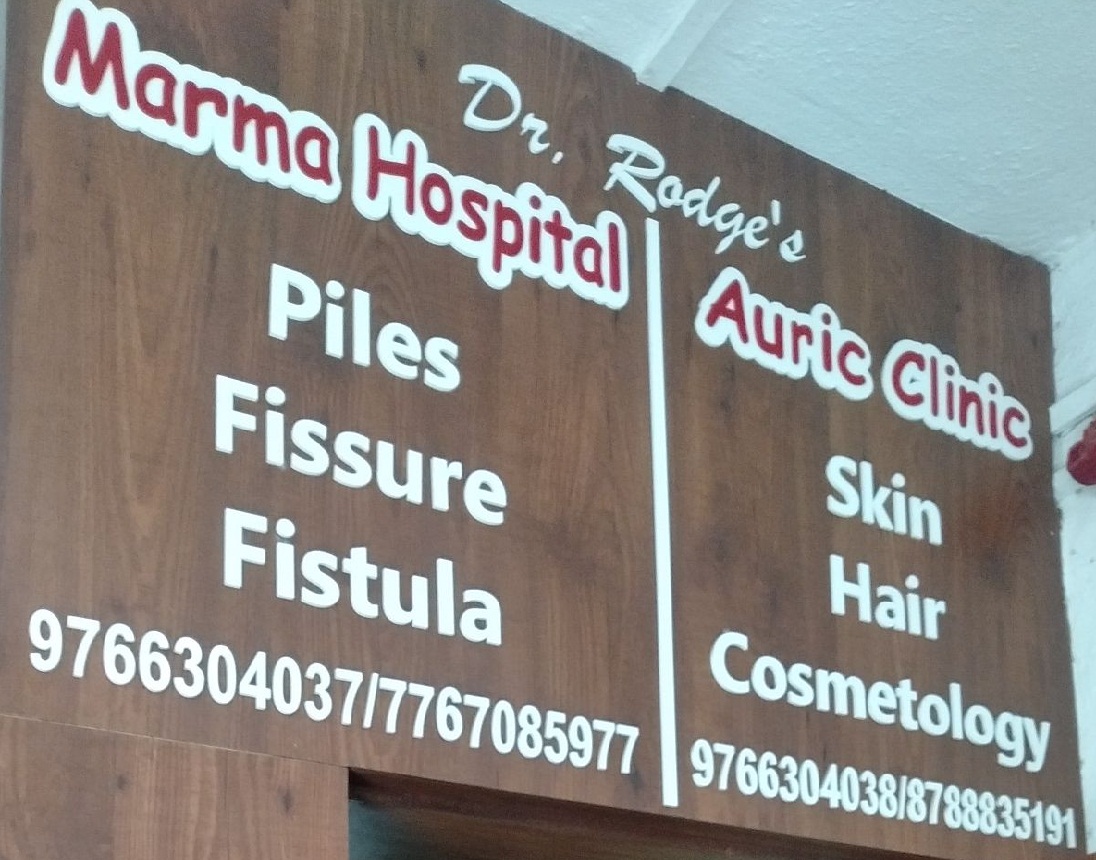 Dr. Rodge's
Marma Hospital
Piles
Fissure
Fistula
9766304037/7767085977
Auric Clinic
Skin
Hair
Cosmetology
9766304038/8788835191